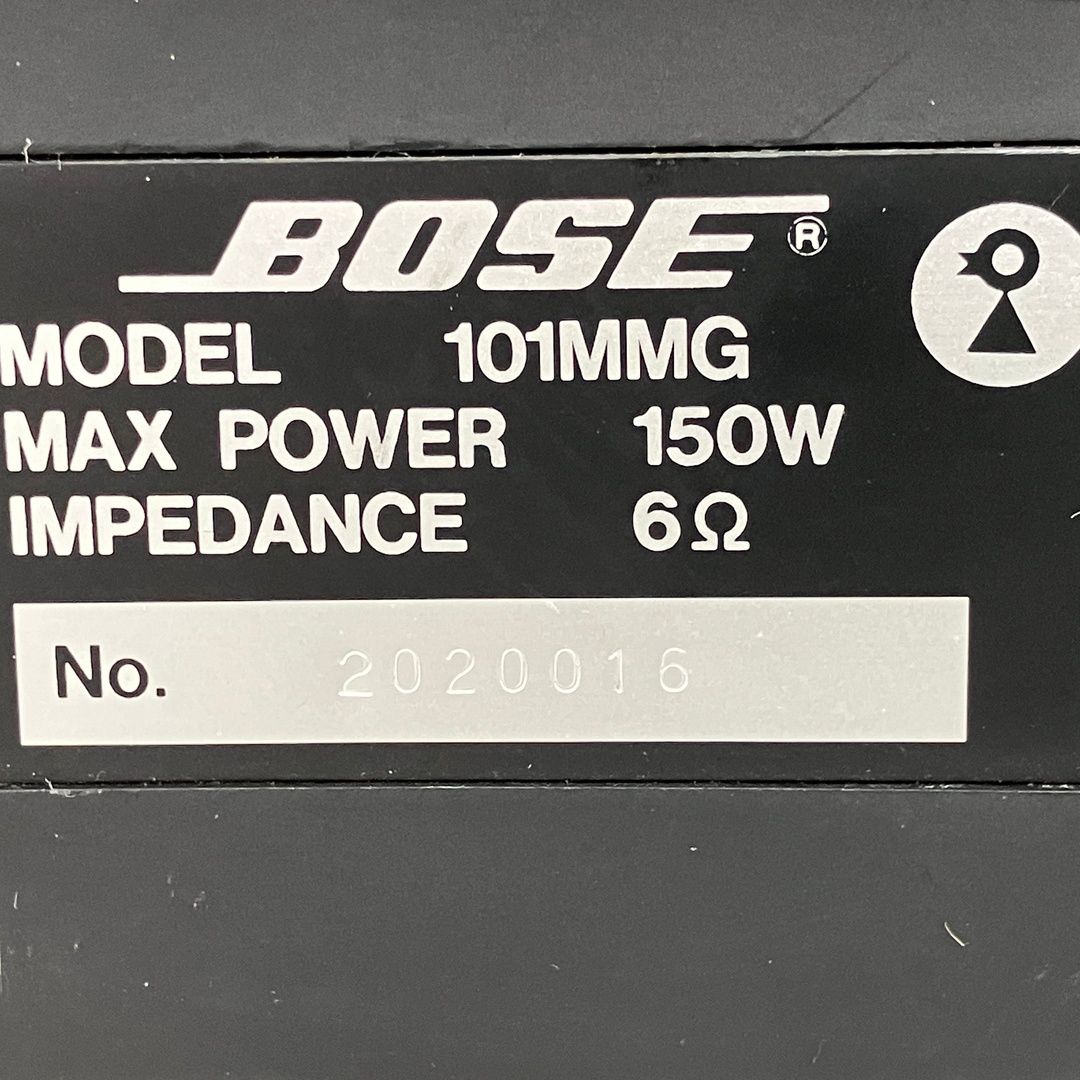 BOSE®
MODEL 101MMG
MAX POWER 150W
IMPEDANCE 6Ω
No. 2020016